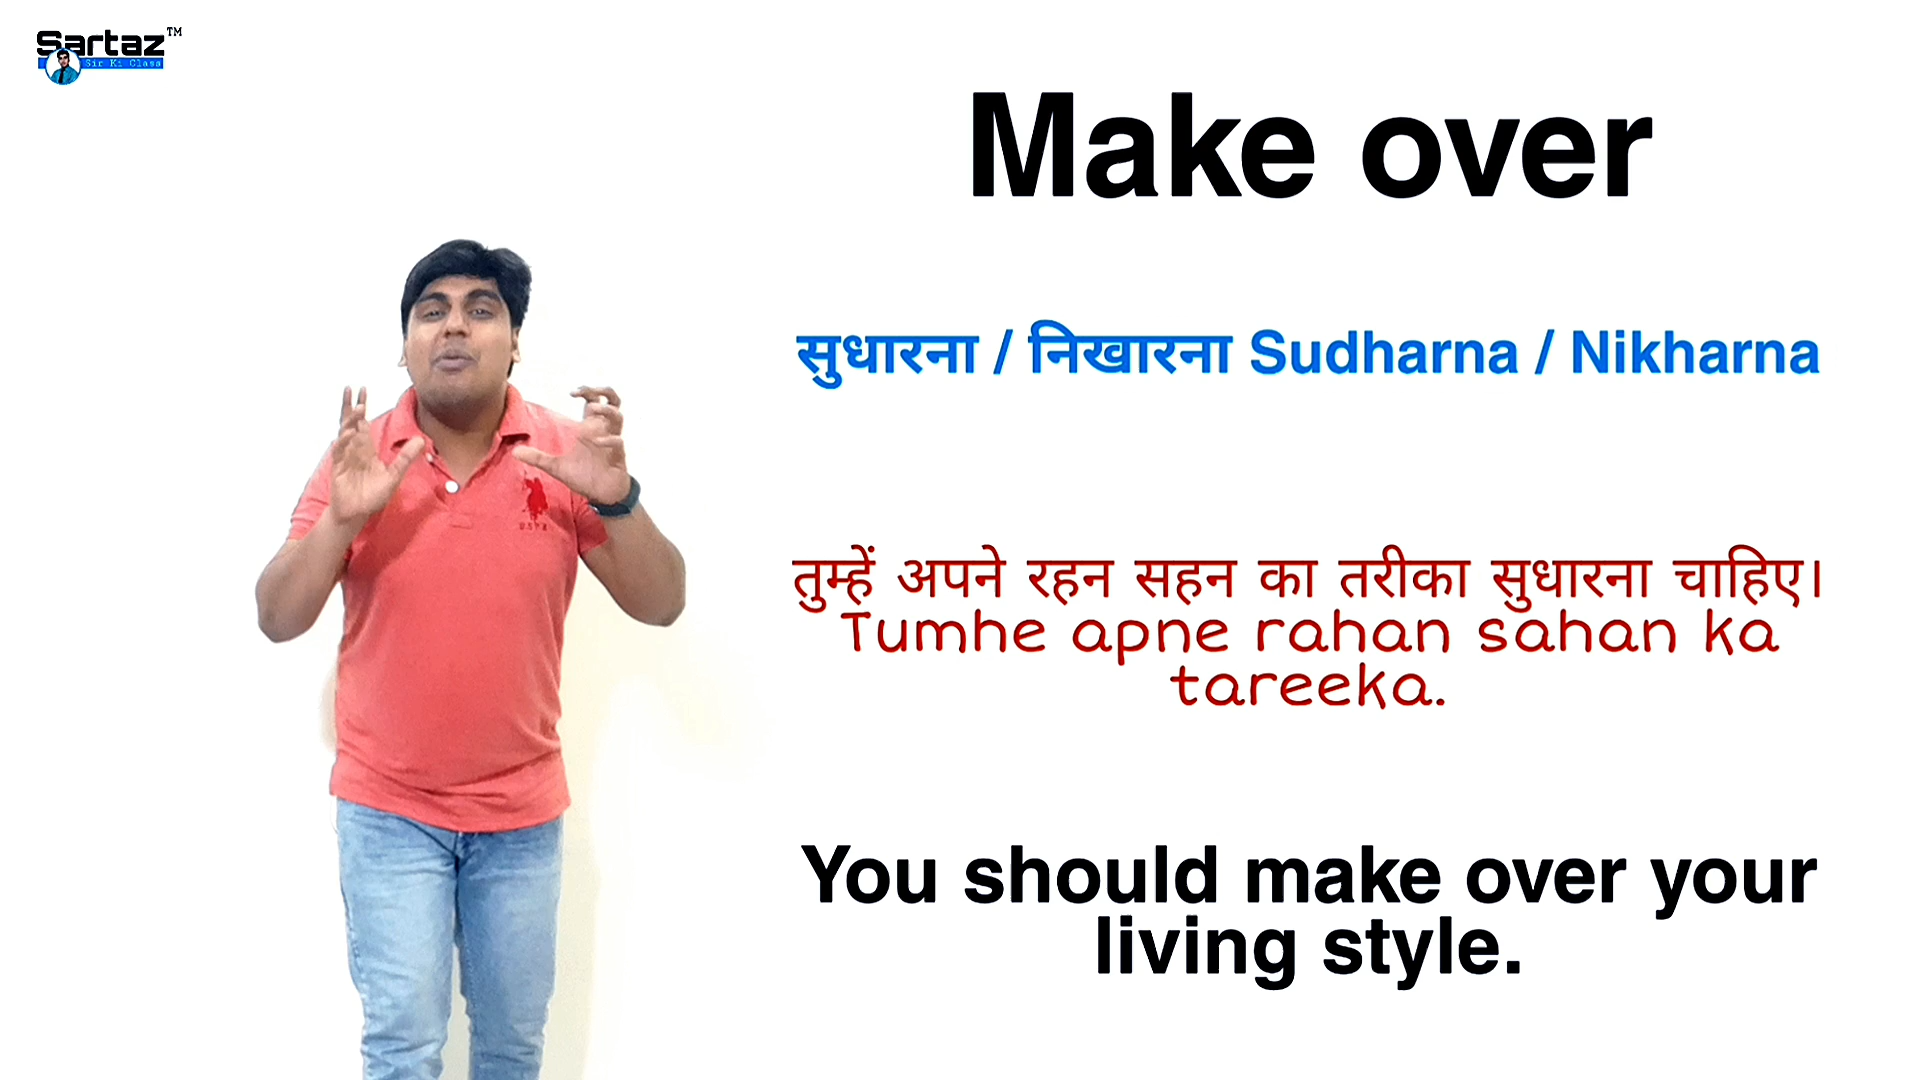 Sartaz™
Sir Ki Class
Make over
सुधारना / निखारना Sudharna / Nikharna
तुम्हें अपने रहन सहन का तरीका सुधारना चाहिए।
Tumhe apne rahan sahan ka
tareeka.
You should make over your
living style.